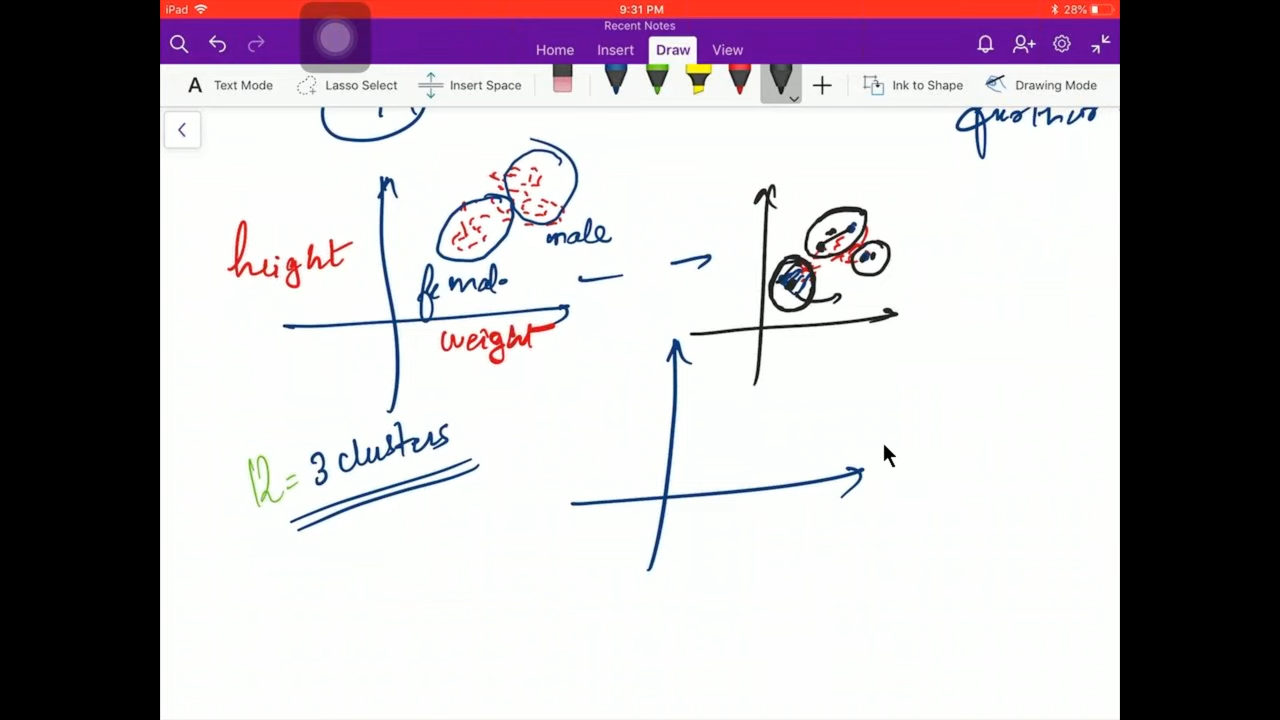 iPad 9:31 PM 28%
Recent Notes
Home Insert Draw View
A Text Mode Lasso Select Insert Space Ink to Shape Drawing Mode
male
height
female
weight
12 = 3 clusters